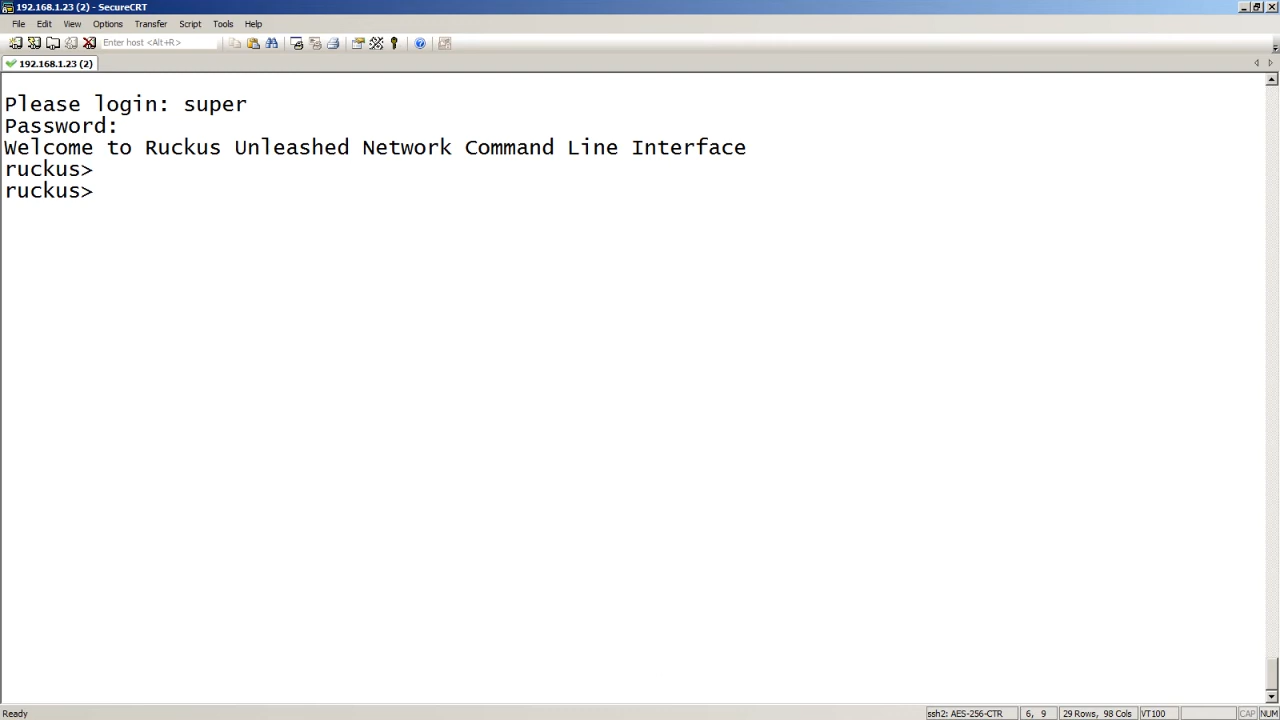 192.168.1.23 (2) - SecureCRT
File Edit View Options Transfer Script Tools Help
Enter host <Alt+R>
192.168.1.23 (2)
Please login: super
Password:
Welcome to Ruckus Unleashed Network Command Line Interface
ruckus>
ruckus>
Ready ssh2: AES-256-CTR 6, 9 29 Rows, 98 Cols VT100 CAP NUM